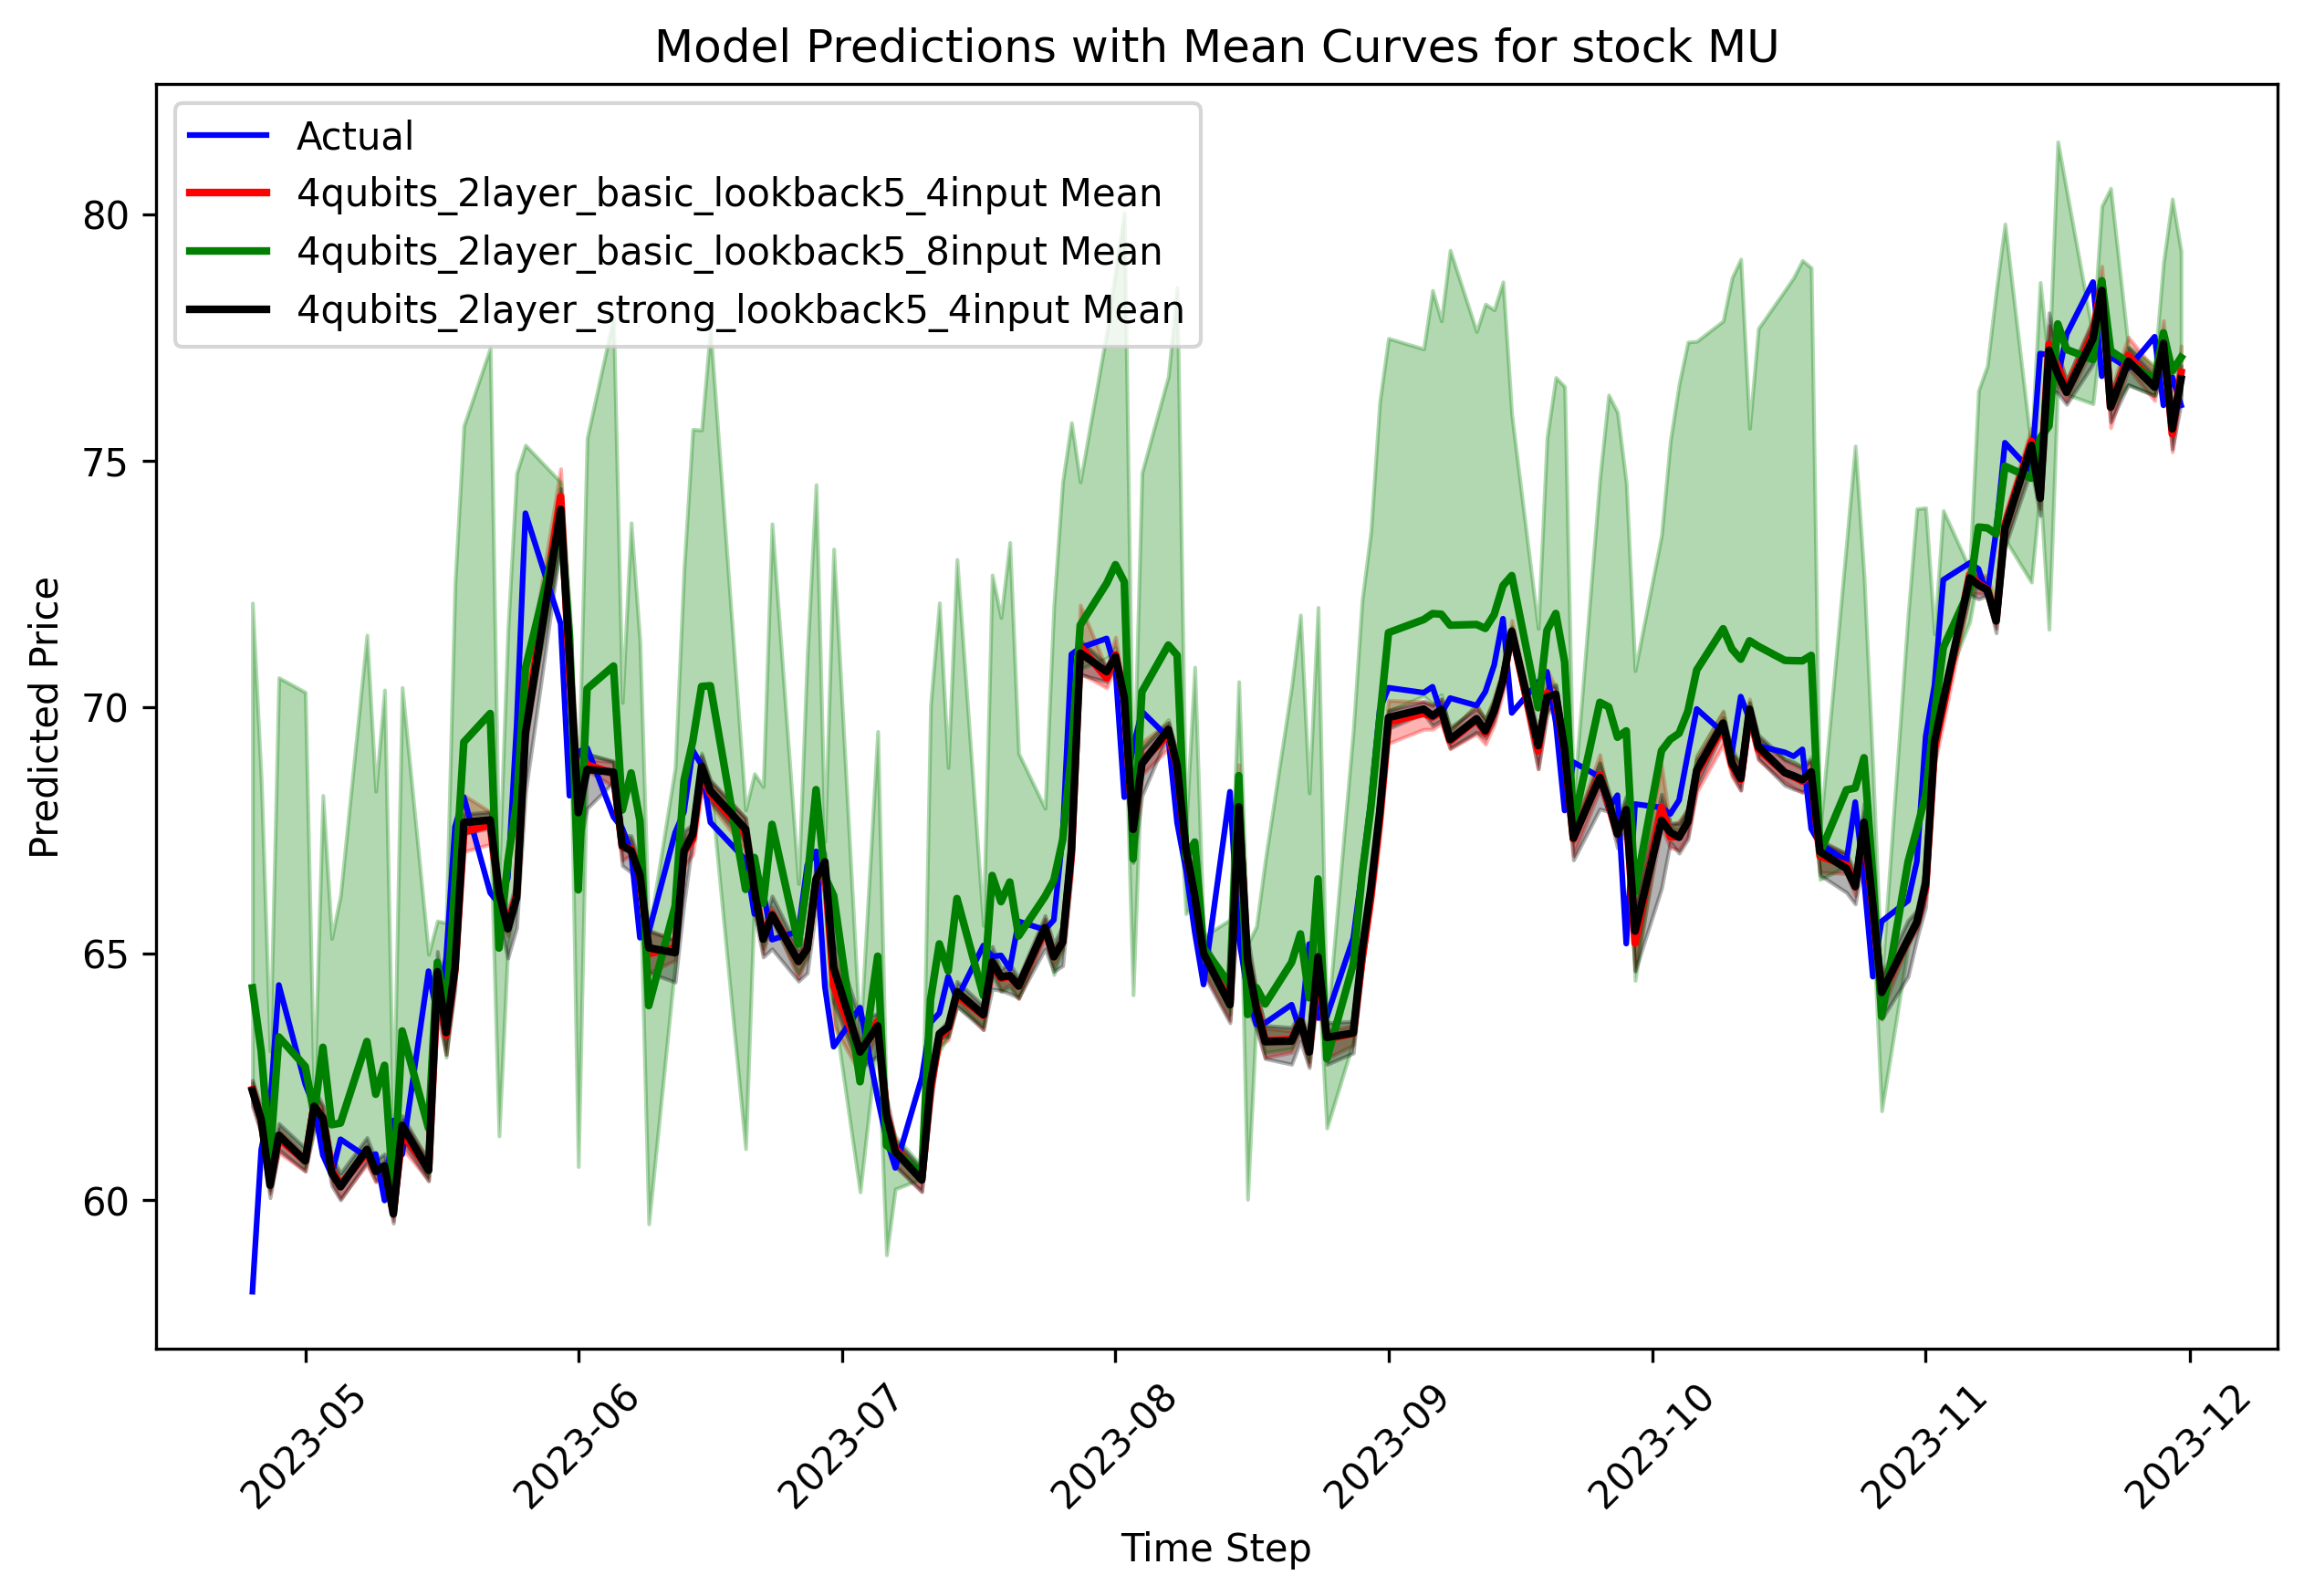 Model Predictions with Mean Curves for stock MU
Actual
4qubits_2layer_basic_lookback5_4input Mean
4qubits_2layer_basic_lookback5_8input Mean
4qubits_2layer_strong_lookback5_4input Mean
Predicted Price
80
75
70
65
60
2023-05
2023-06
2023-07
2023-08
2023-09
2023-10
2023-11
2023-12
Time Step